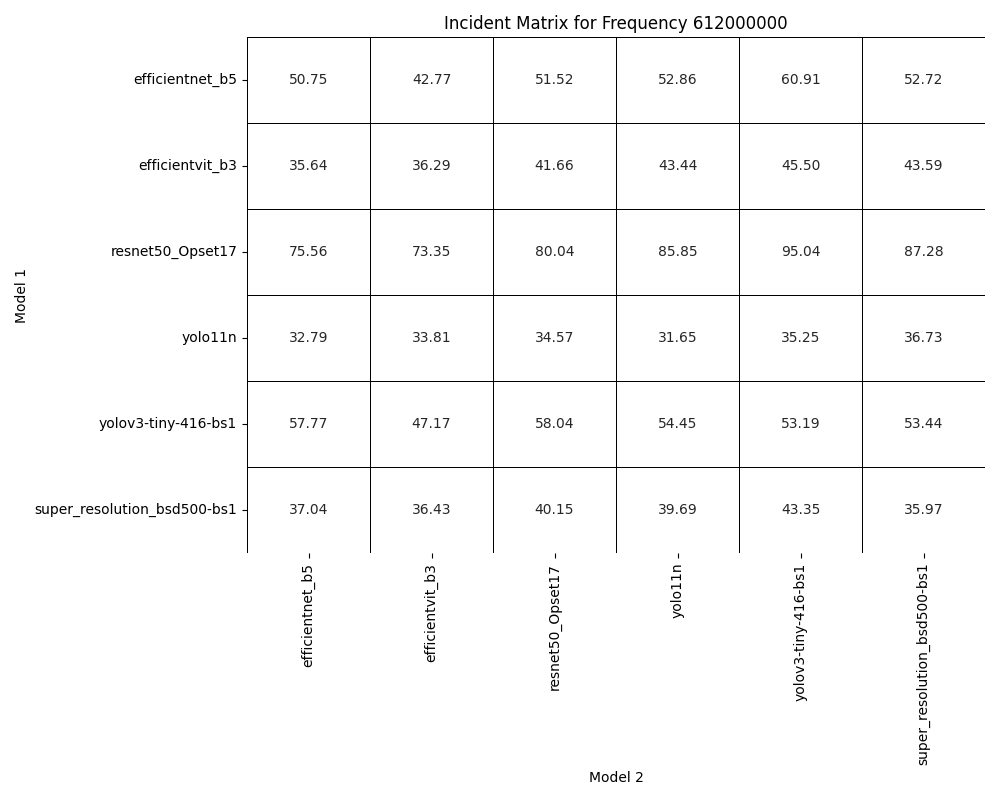 Incident Matrix for Frequency 612000000
efficientnet_b5 50.75 42.77 51.52 52.86 60.91 52.72
efficientvit_b3 35.64 36.29 41.66 43.44 45.50 43.59
resnet50_Opset17 75.56 73.35 80.04 85.85 95.04 87.28
yolo11n 32.79 33.81 34.57 31.65 35.25 36.73
yolov3-tiny-416-bs1 57.77 47.17 58.04 54.45 53.19 53.44
super_resolution_bsd500-bs1 37.04 36.43 40.15 39.69 43.35 35.97
Model 1
efficientnet_b5
efficientvit_b3
resnet50_Opset17
yolo11n
yolov3-tiny-416-bs1
super_resolution_bsd500-bs1
Model 2